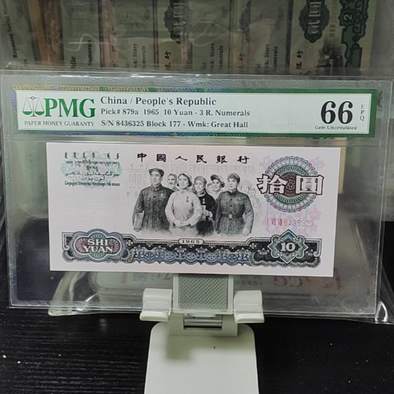 PMG
PAPER MONEY GUARANTY
China / People's Republic
Pick# 879a 1965 10 Yuan - 3 R. Numerals
S/N 8436325 Block 177 - Wmk: Great Hall
66 EPQ
Gem Uncirculated
中國人民銀行
拾圓
1965
SHI
YUAN
10